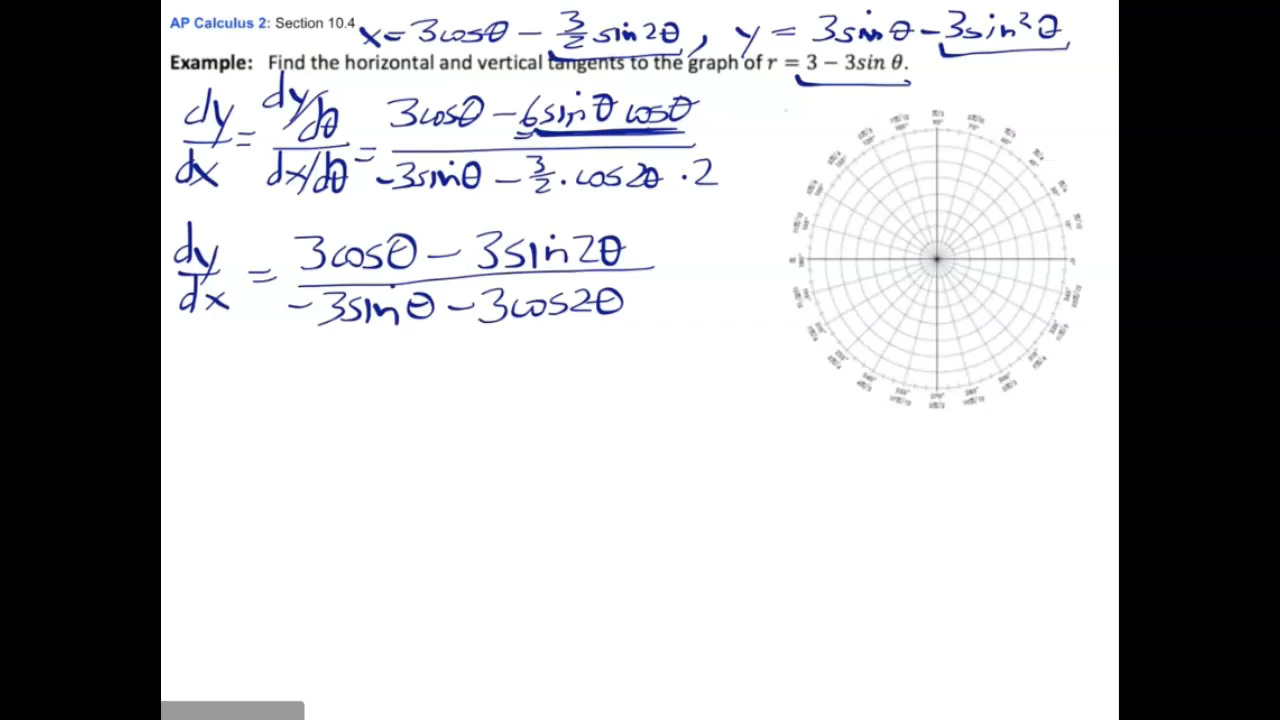 AP Calculus 2: Section 10.4
x = 3cosθ − 3/2 sin2θ, y = 3sinθ − 3sin²θ
Example: Find the horizontal and vertical tangents to the graph of r = 3 − 3sin θ.
dy/dx = (dy/dθ)/(dx/dθ) = (3cosθ − 6sinθ cosθ)/(−3sinθ − 3/2 · cos2θ · 2)
dy/dx = (3cosθ − 3sin2θ)/(−3sinθ − 3cos2θ)